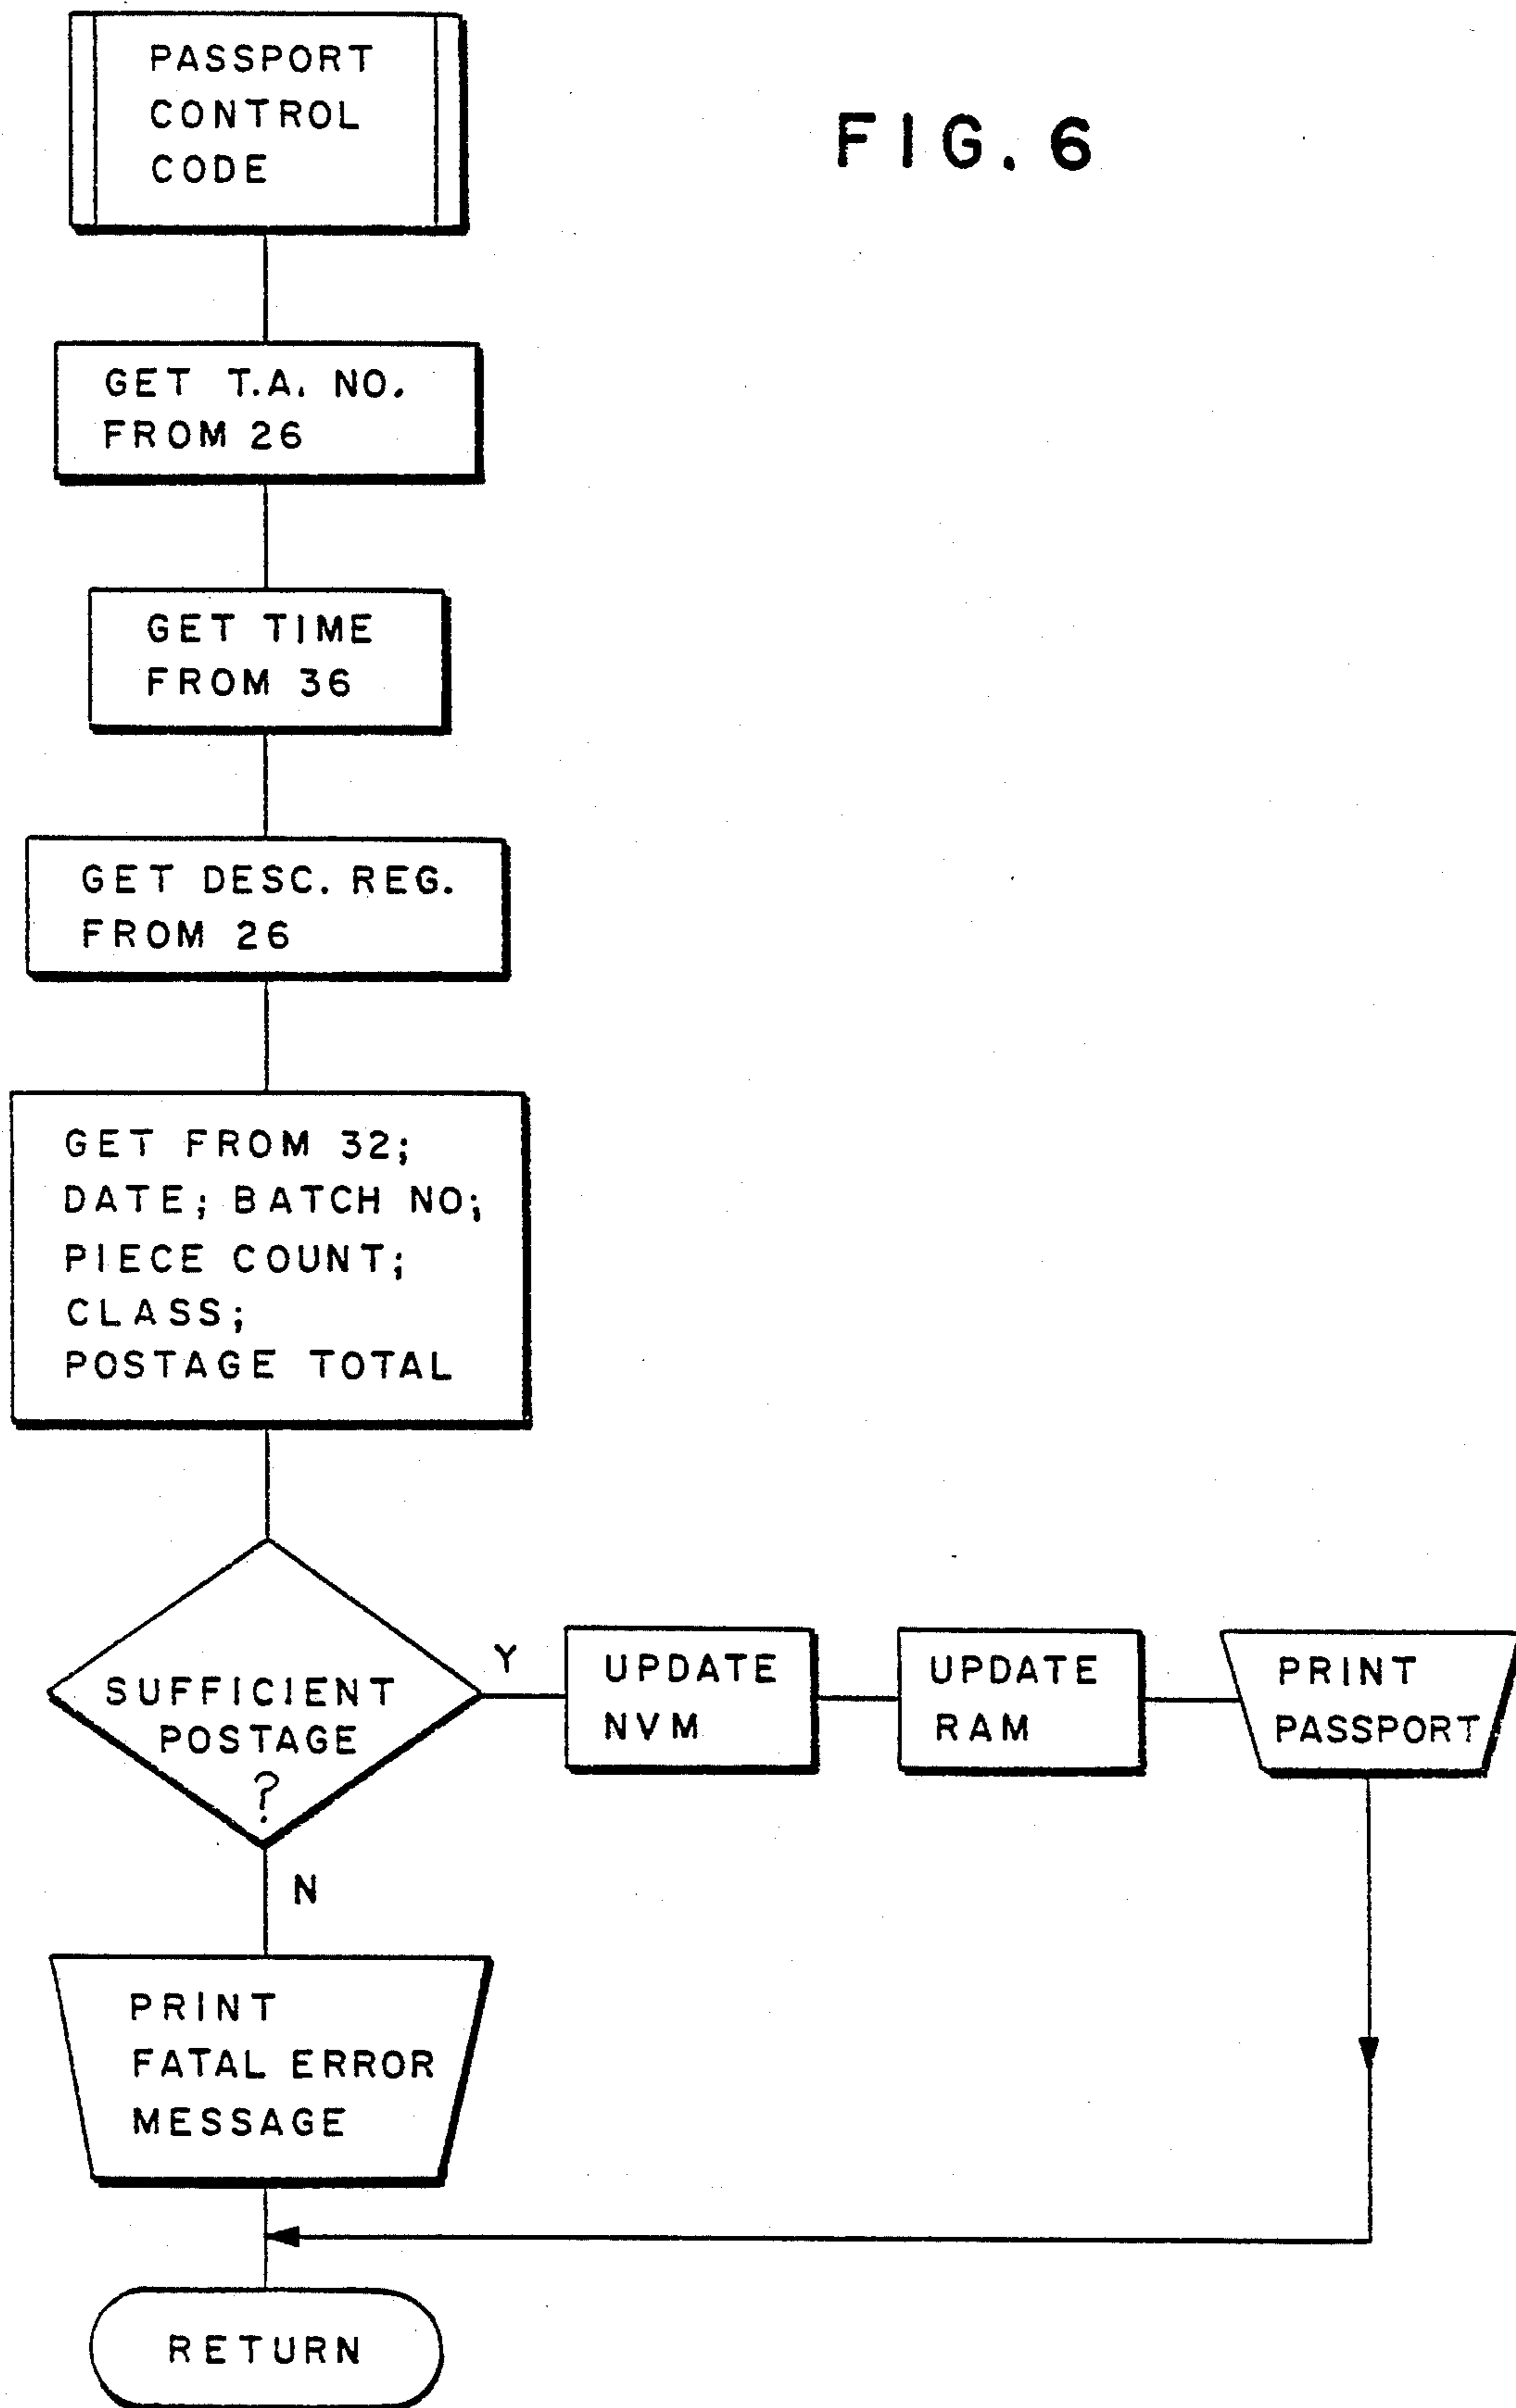 PASSPORT
CONTROL
CODE
FIG. 6
GET T.A. NO.
FROM 26
GET TIME
FROM 36
GET DESC. REG.
FROM 26
GET FROM 32;
DATE; BATCH NO;
PIECE COUNT;
CLASS;
POSTAGE TOTAL
SUFFICIENT
POSTAGE
?
Y
UPDATE
NVM
UPDATE
RAM
PRINT
PASSPORT
N
PRINT
FATAL ERROR
MESSAGE
RETURN